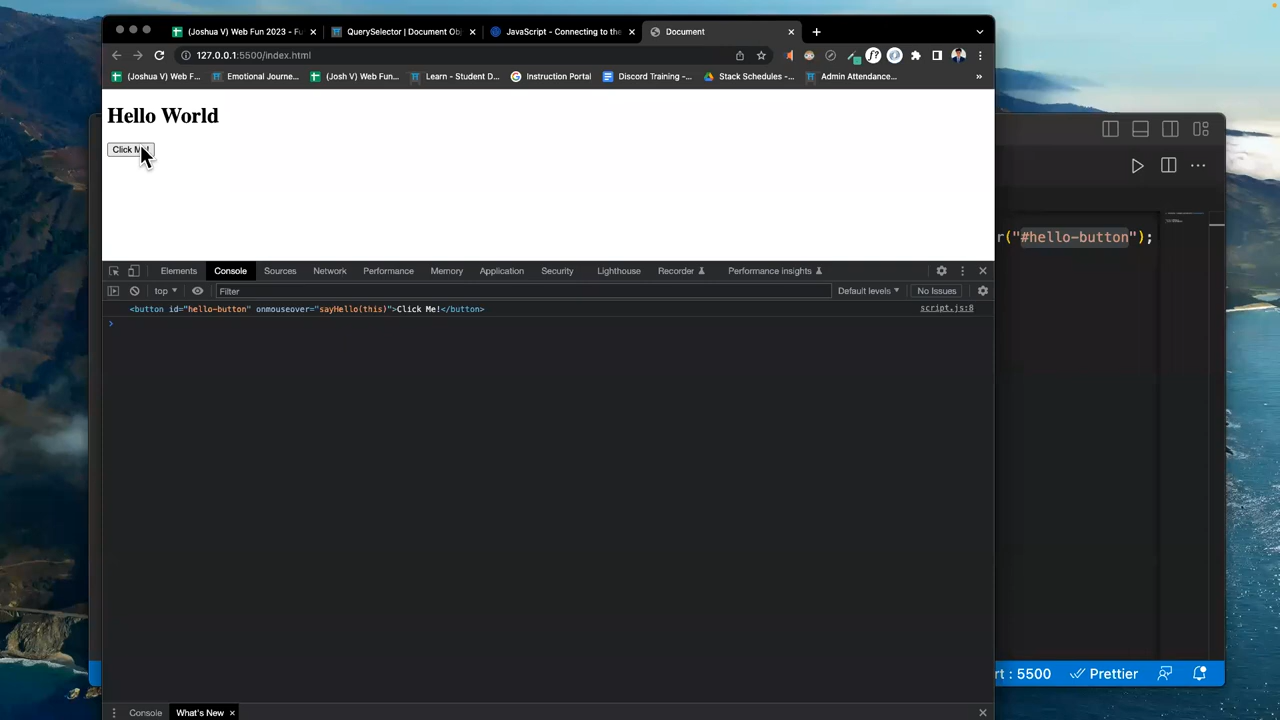 (Joshua V) Web Fun 2023 - Fu
QuerySelector | Document Obj
JavaScript - Connecting to the
Document
127.0.0.1:5500/index.html
(Joshua V) Web F...
Emotional Journe...
(Josh V) Web Fun...
Learn - Student D...
Instruction Portal
Discord Training -...
Stack Schedules -...
Admin Attendance...
»
Hello World
Click M
r("#hello-button");
Elements
Console
Sources
Network
Performance
Memory
Application
Security
Lighthouse
Recorder
Performance insights
top
Filter
Default levels
No Issues
<button id="hello-button" onmouseover="sayHello(this)">Click Me!</button>
script.js:8
rt : 5500
Prettier
Console
What's New